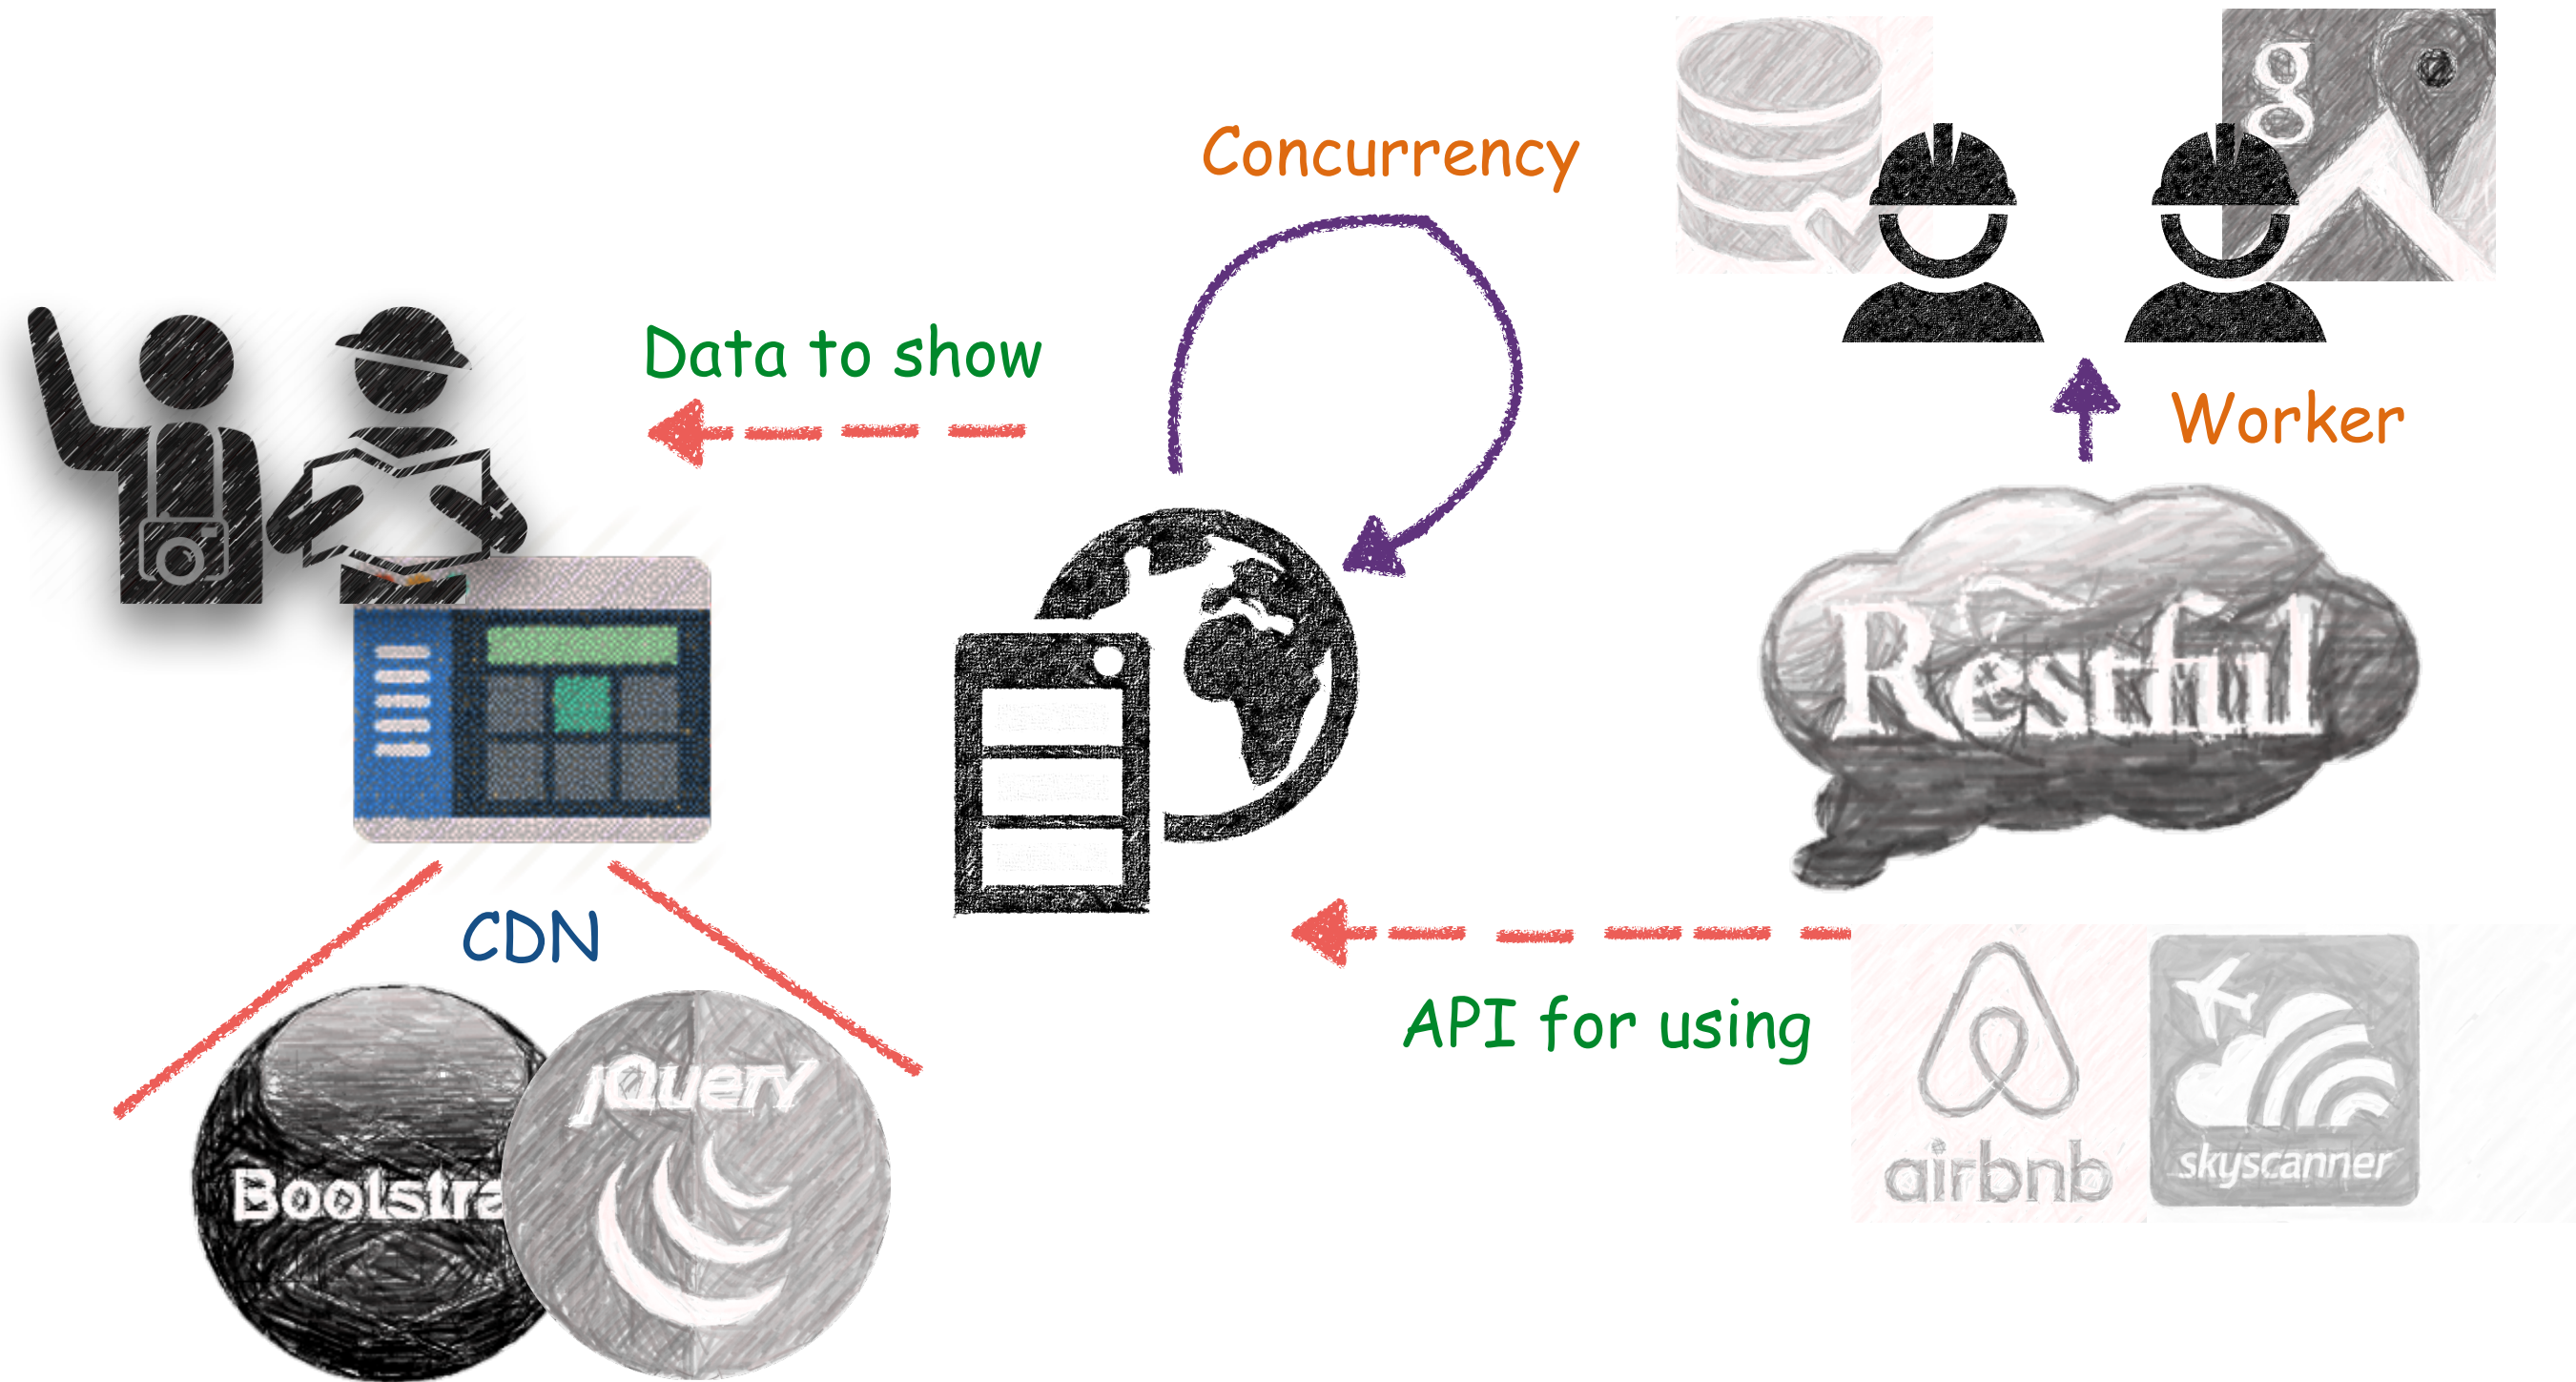 g
Concurrency
Data to show
Worker
Restful
CDN
API for using
jQuery
Bootstra
airbnb
skyscanner